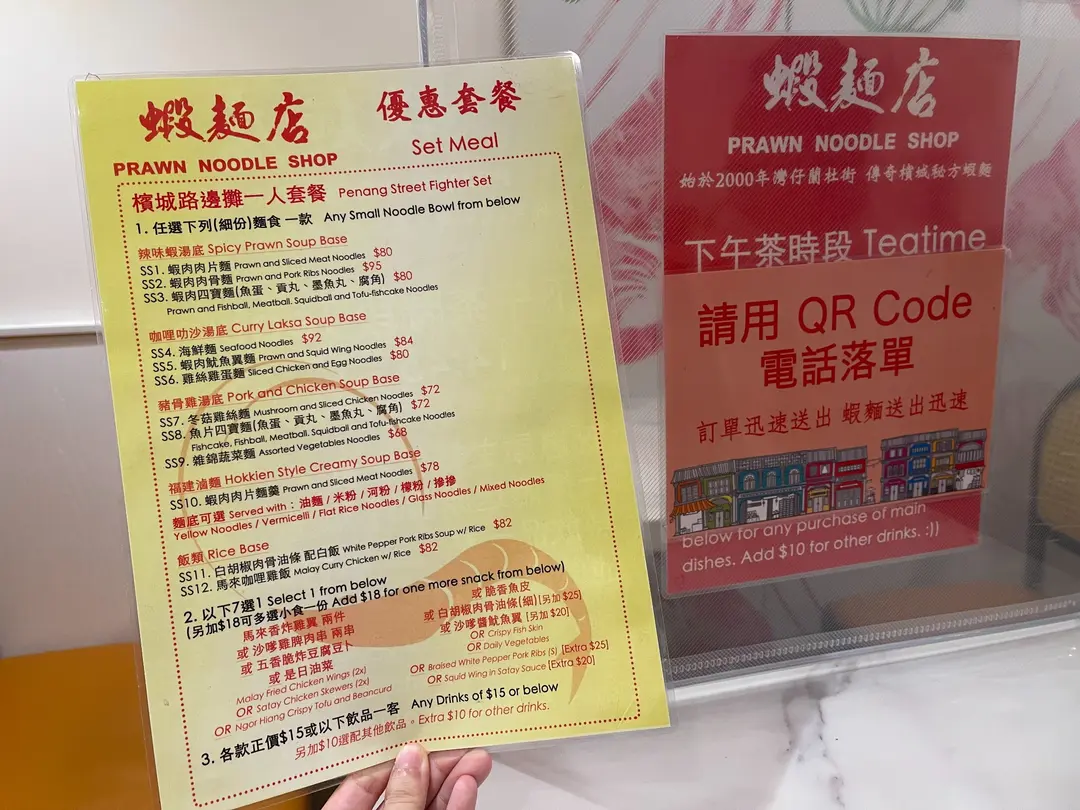 蝦麵店 優惠套餐
PRAWN NOODLE SHOP Set Meal
檳城路邊攤一人套餐 Penang Street Fighter Set
1. 任選下列(細份)麵食 一款 Any Small Noodle Bowl from below
辣味蝦湯底 Spicy Prawn Soup Base
SS1. 蝦肉肉片麵 Prawn and Sliced Meat Noodles $80
SS2. 蝦肉肉骨麵 Prawn and Pork Ribs Noodles $95
SS3. 蝦肉四寶麵(魚蛋、貢丸、墨魚丸、腐角) $80
Prawn and Fishball, Meatball, Squidball and Tofu-fishcake Noodles
咖哩叻沙湯底 Curry Laksa Soup Base
SS4. 海鮮麵 Seafood Noodles $92
SS5. 蝦肉魷魚翼麵 Prawn and Squid Wing Noodles $84
SS6. 雞絲雞蛋麵 Sliced Chicken and Egg Noodles $80
豬骨雞湯底 Pork and Chicken Soup Base
SS7. 冬菇雞絲麵 Mushroom and Sliced Chicken Noodles $72
SS8. 魚片四寶麵(魚蛋、貢丸、墨魚丸、腐角) $72
Fishcake, Fishball, Meatball, Squidball and Tofu-fishcake Noodles
SS9. 雜錦蔬菜麵 Assorted Vegetables Noodles $68
福建滷麵 Hokkien Style Creamy Soup Base
SS10. 蝦肉肉片麵羹 Prawn and Sliced Meat Noodles $78
麵底可選 Served with : 油麵 / 米粉 / 河粉 / 檬粉 / 摻摻
Yellow Noodles / Vermicelli / Flat Rice Noodles / Glass Noodles / Mixed Noodles
飯類 Rice Base
SS11. 白胡椒肉骨油條 配白飯 White Pepper Pork Ribs Soup w/ Rice $82
SS12. 馬來咖哩雞飯 Malay Curry Chicken w/ Rice $82
2. 以下7選1 Select 1 from below
(另加$18可多選小食一份 Add $18 for one more snack from below)
馬來香炸雞翼 兩件
或 沙嗲雞脾肉串 兩串
或 五香脆炸豆腐豆卜
或 是日油菜
Malay Fried Chicken Wings (2x)
OR Satay Chicken Skewers (2x)
OR Ngor Hiang Crispy Tofu and Beancurd
或 脆香魚皮
或 白胡椒肉骨油條(細)[另加$25]
或 沙嗲醬魷魚翼 [另加$20]
OR Crispy Fish Skin
OR Daily Vegetables
OR Braised White Pepper Pork Ribs (S) [Extra $25]
OR Squid Wing in Satay Sauce [Extra $20]
3. 各款正價$15或以下飲品一客 Any Drinks of $15 or below
另加$10選配其他飲品。Extra $10 for other drinks.
蝦麵店
PRAWN NOODLE SHOP
始於2000年灣仔蘭杜街 傳奇檳城秘方蝦麵
下午茶時段 Teatime
請用 QR Code
電話落單
訂單迅速送出 蝦麵送出迅速
below for any purchase of main
dishes. Add $10 for other drinks. :))